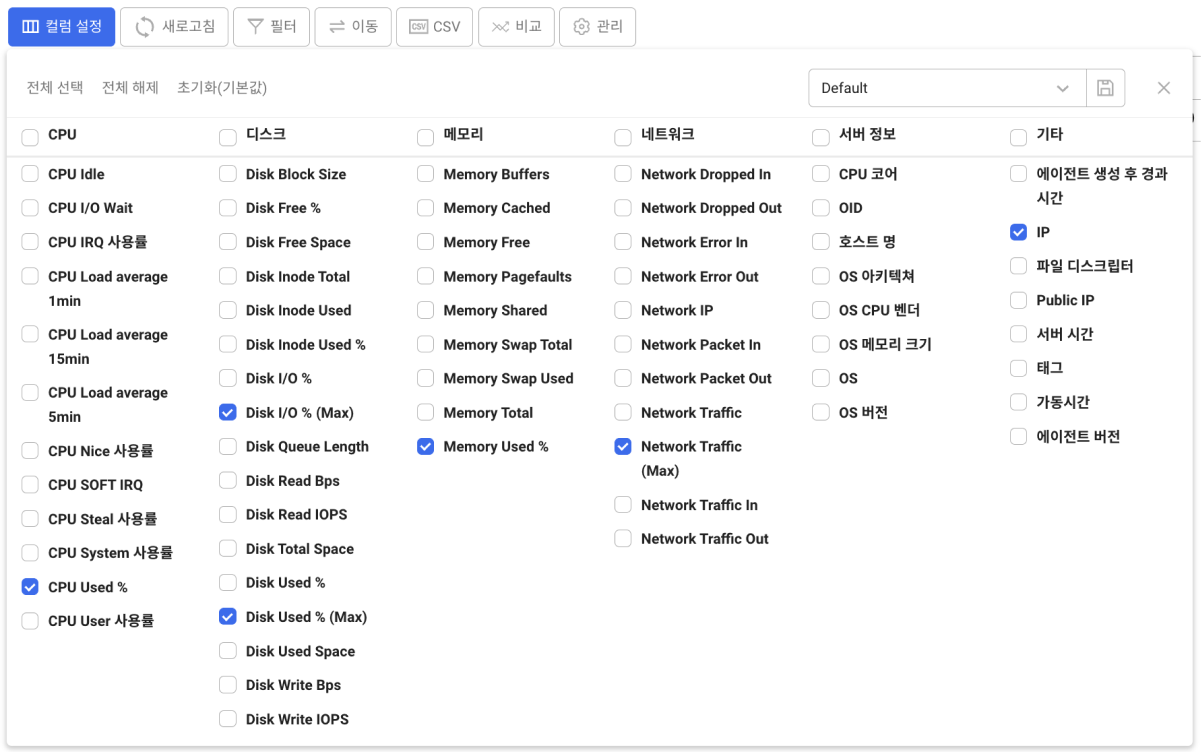 컬럼 설정
새로고침
필터
이동
CSV CSV
비교
관리
전체 선택
전체 해제
초기화(기본값)
Default
CPU
CPU Idle
CPU I/O Wait
CPU IRQ 사용률
CPU Load average
1min
CPU Load average
15min
CPU Load average
5min
CPU Nice 사용률
CPU SOFT IRQ
CPU Steal 사용률
CPU System 사용률
CPU Used %
CPU User 사용률
디스크
Disk Block Size
Disk Free %
Disk Free Space
Disk Inode Total
Disk Inode Used
Disk Inode Used %
Disk I/O %
Disk I/O % (Max)
Disk Queue Length
Disk Read Bps
Disk Read IOPS
Disk Total Space
Disk Used %
Disk Used % (Max)
Disk Used Space
Disk Write Bps
Disk Write IOPS
메모리
Memory Buffers
Memory Cached
Memory Free
Memory Pagefaults
Memory Shared
Memory Swap Total
Memory Swap Used
Memory Total
Memory Used %
네트워크
Network Dropped In
Network Dropped Out
Network Error In
Network Error Out
Network IP
Network Packet In
Network Packet Out
Network Traffic
Network Traffic
(Max)
Network Traffic In
Network Traffic Out
서버 정보
CPU 코어
OID
호스트 명
OS 아키텍쳐
OS CPU 벤더
OS 메모리 크기
OS
OS 버전
기타
에이전트 생성 후 경과
시간
IP
파일 디스크립터
Public IP
서버 시간
태그
가동시간
에이전트 버전